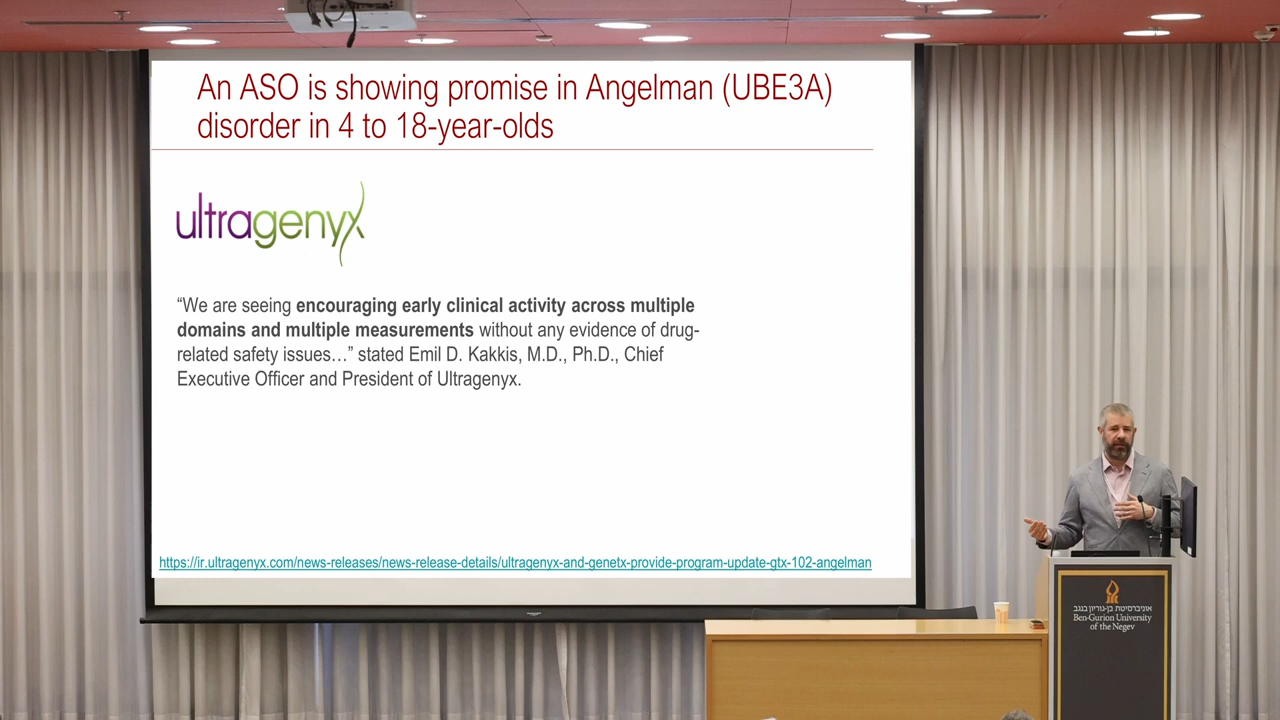 An ASO is showing promise in Angelman (UBE3A)
disorder in 4 to 18-year-olds
ultragenyx
“We are seeing encouraging early clinical activity across multiple
domains and multiple measurements without any evidence of drug-
related safety issues…” stated Emil D. Kakkis, M.D., Ph.D., Chief
Executive Officer and President of Ultragenyx.
https://ir.ultragenyx.com/news-releases/news-release-details/ultragenyx-and-genetx-provide-program-update-gtx-102-angelman
אוניברסיטת בן-גוריון בנגב
Ben-Gurion University
of the Negev